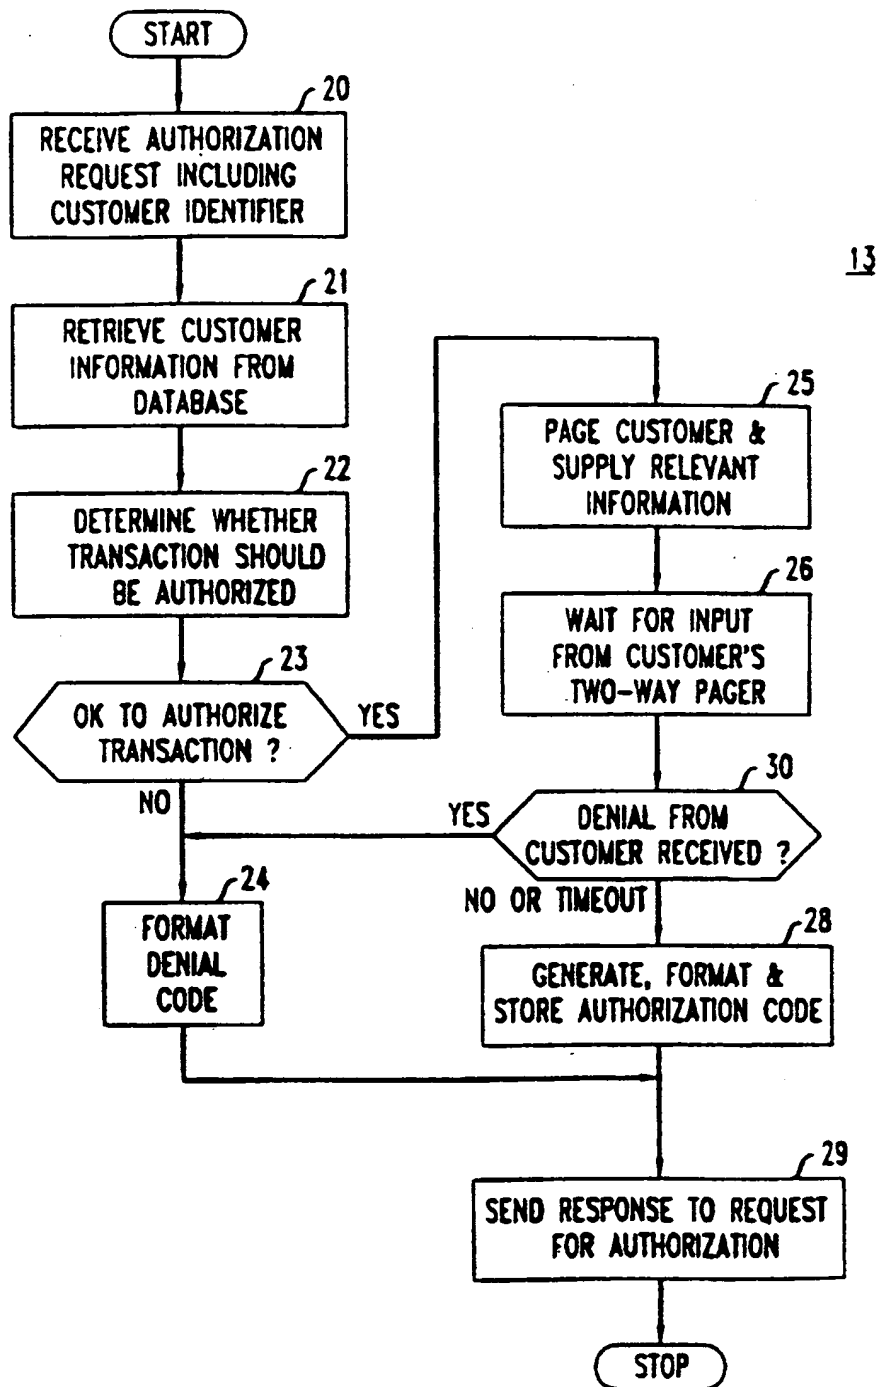 START
20
RECEIVE AUTHORIZATION
REQUEST INCLUDING
CUSTOMER IDENTIFIER
13
21
RETRIEVE CUSTOMER
INFORMATION FROM
DATABASE
22
DETERMINE WHETHER
TRANSACTION SHOULD
BE AUTHORIZED
23
OK TO AUTHORIZE
TRANSACTION ?
YES
NO
24
FORMAT
DENIAL
CODE
25
PAGE CUSTOMER &
SUPPLY RELEVANT
INFORMATION
26
WAIT FOR INPUT
FROM CUSTOMER'S
TWO-WAY PAGER
30
DENIAL FROM
CUSTOMER RECEIVED ?
YES
NO OR TIMEOUT
28
GENERATE, FORMAT &
STORE AUTHORIZATION CODE
29
SEND RESPONSE TO REQUEST
FOR AUTHORIZATION
STOP